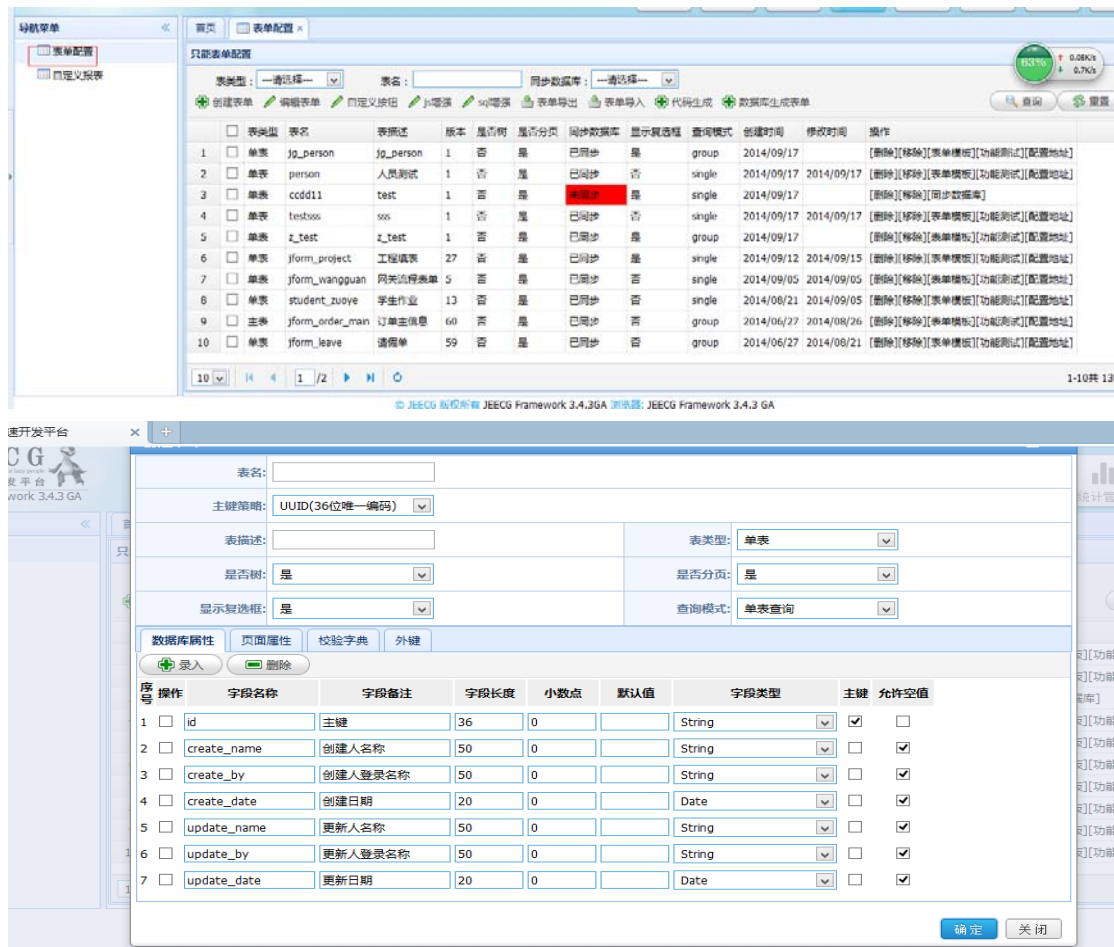 导航菜单 《 首页 表单配置 ×
表单配置 只能表单配置
自定义报表
表类型： ---请选择--- 表名： 同步数据库： ---请选择--- 63% 0.08K/s
0.7K/s
创建表单 编辑表单 自定义按钮 js增强 sql增强 表单导出 表单导入 代码生成 数据库生成表单 查询 重置
表类型 表名 表描述 版本 是否树 是否分页 同步数据库 显示复选框 查询模式 创建时间 修改时间 操作
1 单表 jg_person jg_person 1 否 是 已同步 是 group 2014/09/17 [删除][移除][表单模板][功能测试][配置地址]
2 单表 person 人员测试 1 否 是 已同步 否 single 2014/09/17 2014/09/17 [删除][移除][表单模板][功能测试][配置地址]
3 单表 ccdd11 test 1 否 是 未同步 是 single 2014/09/17 [删除][移除][同步数据库]
4 单表 testsss sss 1 否 是 已同步 否 single 2014/09/17 2014/09/17 [删除][移除][表单模板][功能测试][配置地址]
5 单表 z_test z_test 1 否 是 已同步 是 group 2014/09/17 [删除][移除][表单模板][功能测试][配置地址]
6 单表 jform_project 工程填表 27 否 是 已同步 是 single 2014/09/12 2014/09/15 [删除][移除][表单模板][功能测试][配置地址]
7 单表 jform_wangguan 网关流程表单 5 否 是 已同步 否 single 2014/09/05 2014/09/05 [删除][移除][表单模板][功能测试][配置地址]
8 单表 student_zuoye 学生作业 13 否 是 已同步 否 single 2014/08/21 2014/09/05 [删除][移除][表单模板][功能测试][配置地址]
9 主表 jform_order_main 订单主信息 60 否 是 已同步 否 group 2014/06/27 2014/08/26 [删除][移除][表单模板][功能测试][配置地址]
10 单表 jform_leave 请假单 59 否 是 已同步 否 group 2014/06/27 2014/08/21 [删除][移除][表单模板][功能测试][配置地址]
10 1 /2 1-10共 13
© JEECG 版权所有 JEECG Framework 3.4.3GA 浏览器: JEECG Framework 3.4.3 GA
速开发平台 ×
CG
发平台
work 3.4.3 GA
统计管
表名:
主键策略: UUID(36位唯一编码)
表描述: 表类型: 单表
是否树: 是 是否分页: 是
显示复选框: 是 查询模式: 单表查询
数据库属性 页面属性 校验字典 外键
录入 删除
序号 操作 字段名称 字段备注 字段长度 小数点 默认值 字段类型 主键 允许空值
1 id 主键 36 0 String
2 create_name 创建人名称 50 0 String
3 create_by 创建人登录名称 50 0 String
4 create_date 创建日期 20 0 Date
5 update_name 更新人名称 50 0 String
6 update_by 更新人登录名称 50 0 String
7 update_date 更新日期 20 0 Date
确定 关闭